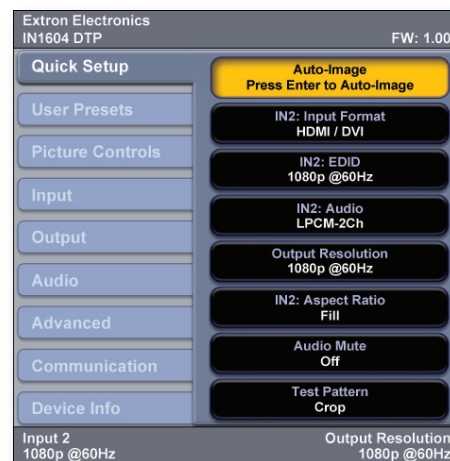 Extron Electronics
IN1604 DTP
FW: 1.00
Quick Setup
User Presets
Picture Controls
Input
Output
Audio
Advanced
Communication
Device Info
Auto-Image
Press Enter to Auto-Image
IN2: Input Format
HDMI / DVI
IN2: EDID
1080p @60Hz
IN2: Audio
LPCM-2Ch
Output Resolution
1080p @60Hz
IN2: Aspect Ratio
Fill
Audio Mute
Off
Test Pattern
Crop
Input 2
1080p @60Hz
Output Resolution
1080p @60Hz